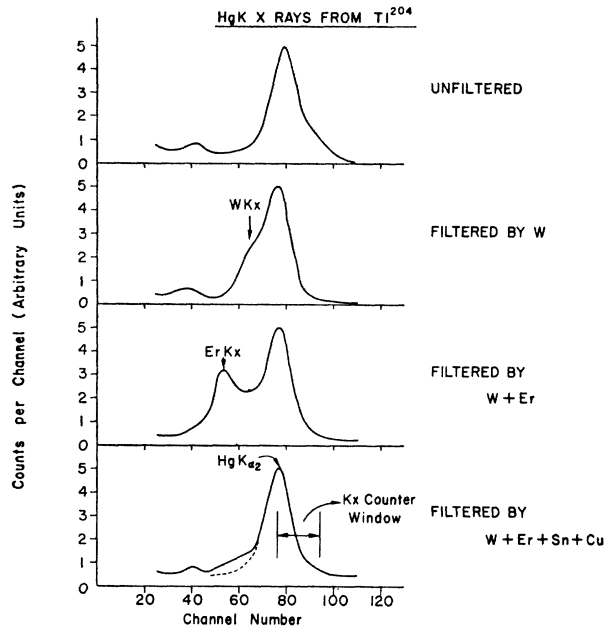 HgK X RAYS FROM Tl²⁰⁴
5
4
3
2
1
0
UNFILTERED
5
4
3
2
1
0
WKx
FILTERED BY W
5
4
3
2
1
0
ErKx
FILTERED BY
W + Er
5
4
3
2
1
0
HgKα₂
Kx Counter
Window
FILTERED BY
W + Er + Sn + Cu
Counts per Channel (Arbitrary Units)
20 40 60 80 100 120
Channel Number